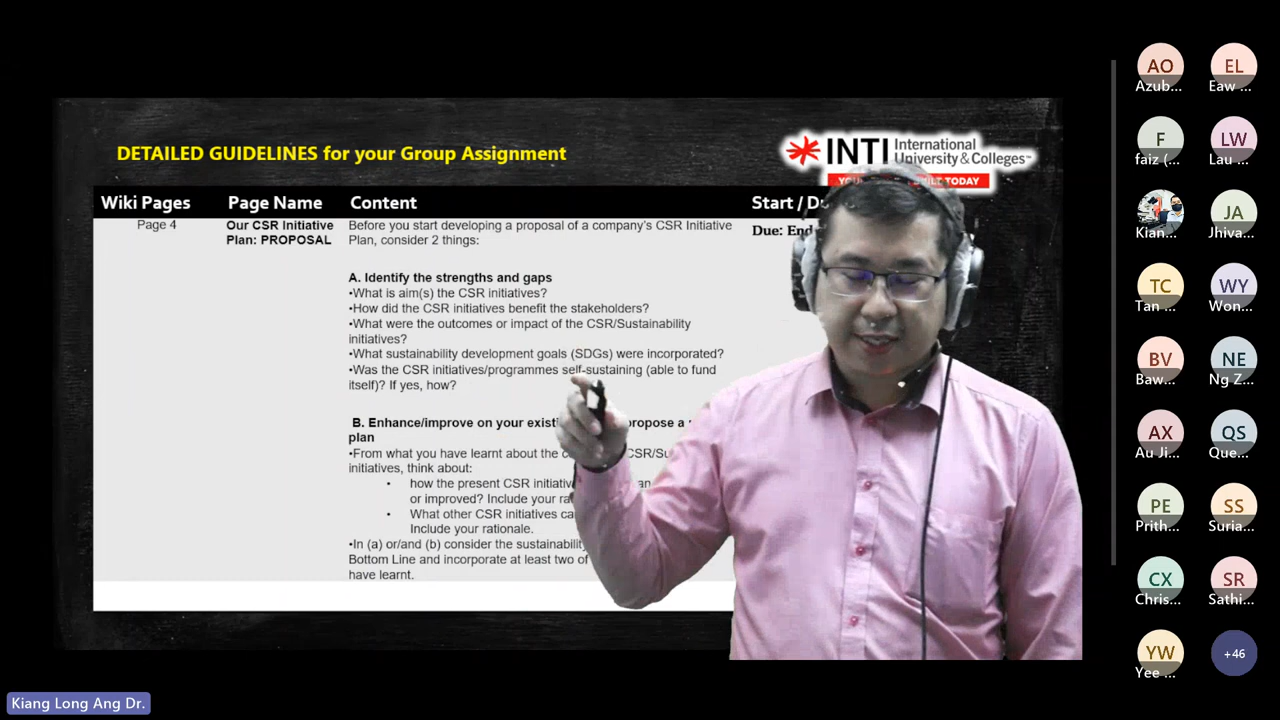 DETAILED GUIDELINES for your Group Assignment
INTI International
University & Colleges
TODAY
Wiki Pages Page Name Content Start /
Page 4 Our CSR Initiative Before you start developing a proposal of a company's CSR Initiative Due: End
Plan: PROPOSAL Plan, consider 2 things:
A. Identify the strengths and gaps
•What is aim(s) the CSR initiatives?
•How did the CSR initiatives benefit the stakeholders?
•What were the outcomes or impact of the CSR/Sustainability
initiatives?
•What sustainability development goals (SDGs) were incorporated?
•Was the CSR initiatives/programmes self-sustaining (able to fund
itself)? If yes, how?
B. Enhance/improve on your propose a
plan
•From what you have learnt about the
initiatives, think about:
• how the present CSR
or improved? Include your
• What other CSR initiatives
Include your rationale.
•In (a) or/and (b) consider the
Bottom Line and incorporate at least two of
have learnt.
AO EL
Azub... Eaw ...
F LW
faiz (... Lau ...
JA
Kian... Jhiva...
TC WY
Tan ... Won...
BV NE
Baw... Ng Z...
AX QS
Au Ji... Que...
PE SS
Prith... Suria...
CX SR
Chris... Sathi...
YW +46
Yee ...
Kiang Long Ang Dr.